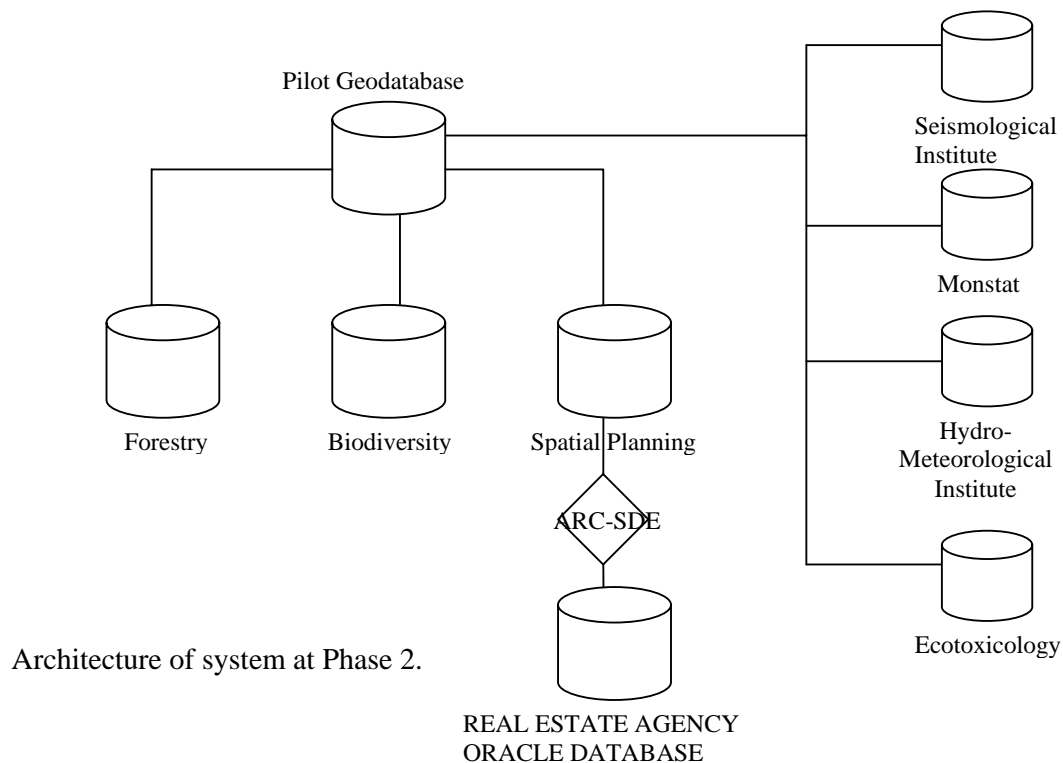 Pilot Geodatabase
Seismological
Institute
Monstat
Forestry
Biodiversity
Spatial Planning
Hydro-
Meteorological
Institute
ARC-SDE
Ecotoxicology
Architecture of system at Phase 2.
REAL ESTATE AGENCY
ORACLE DATABASE